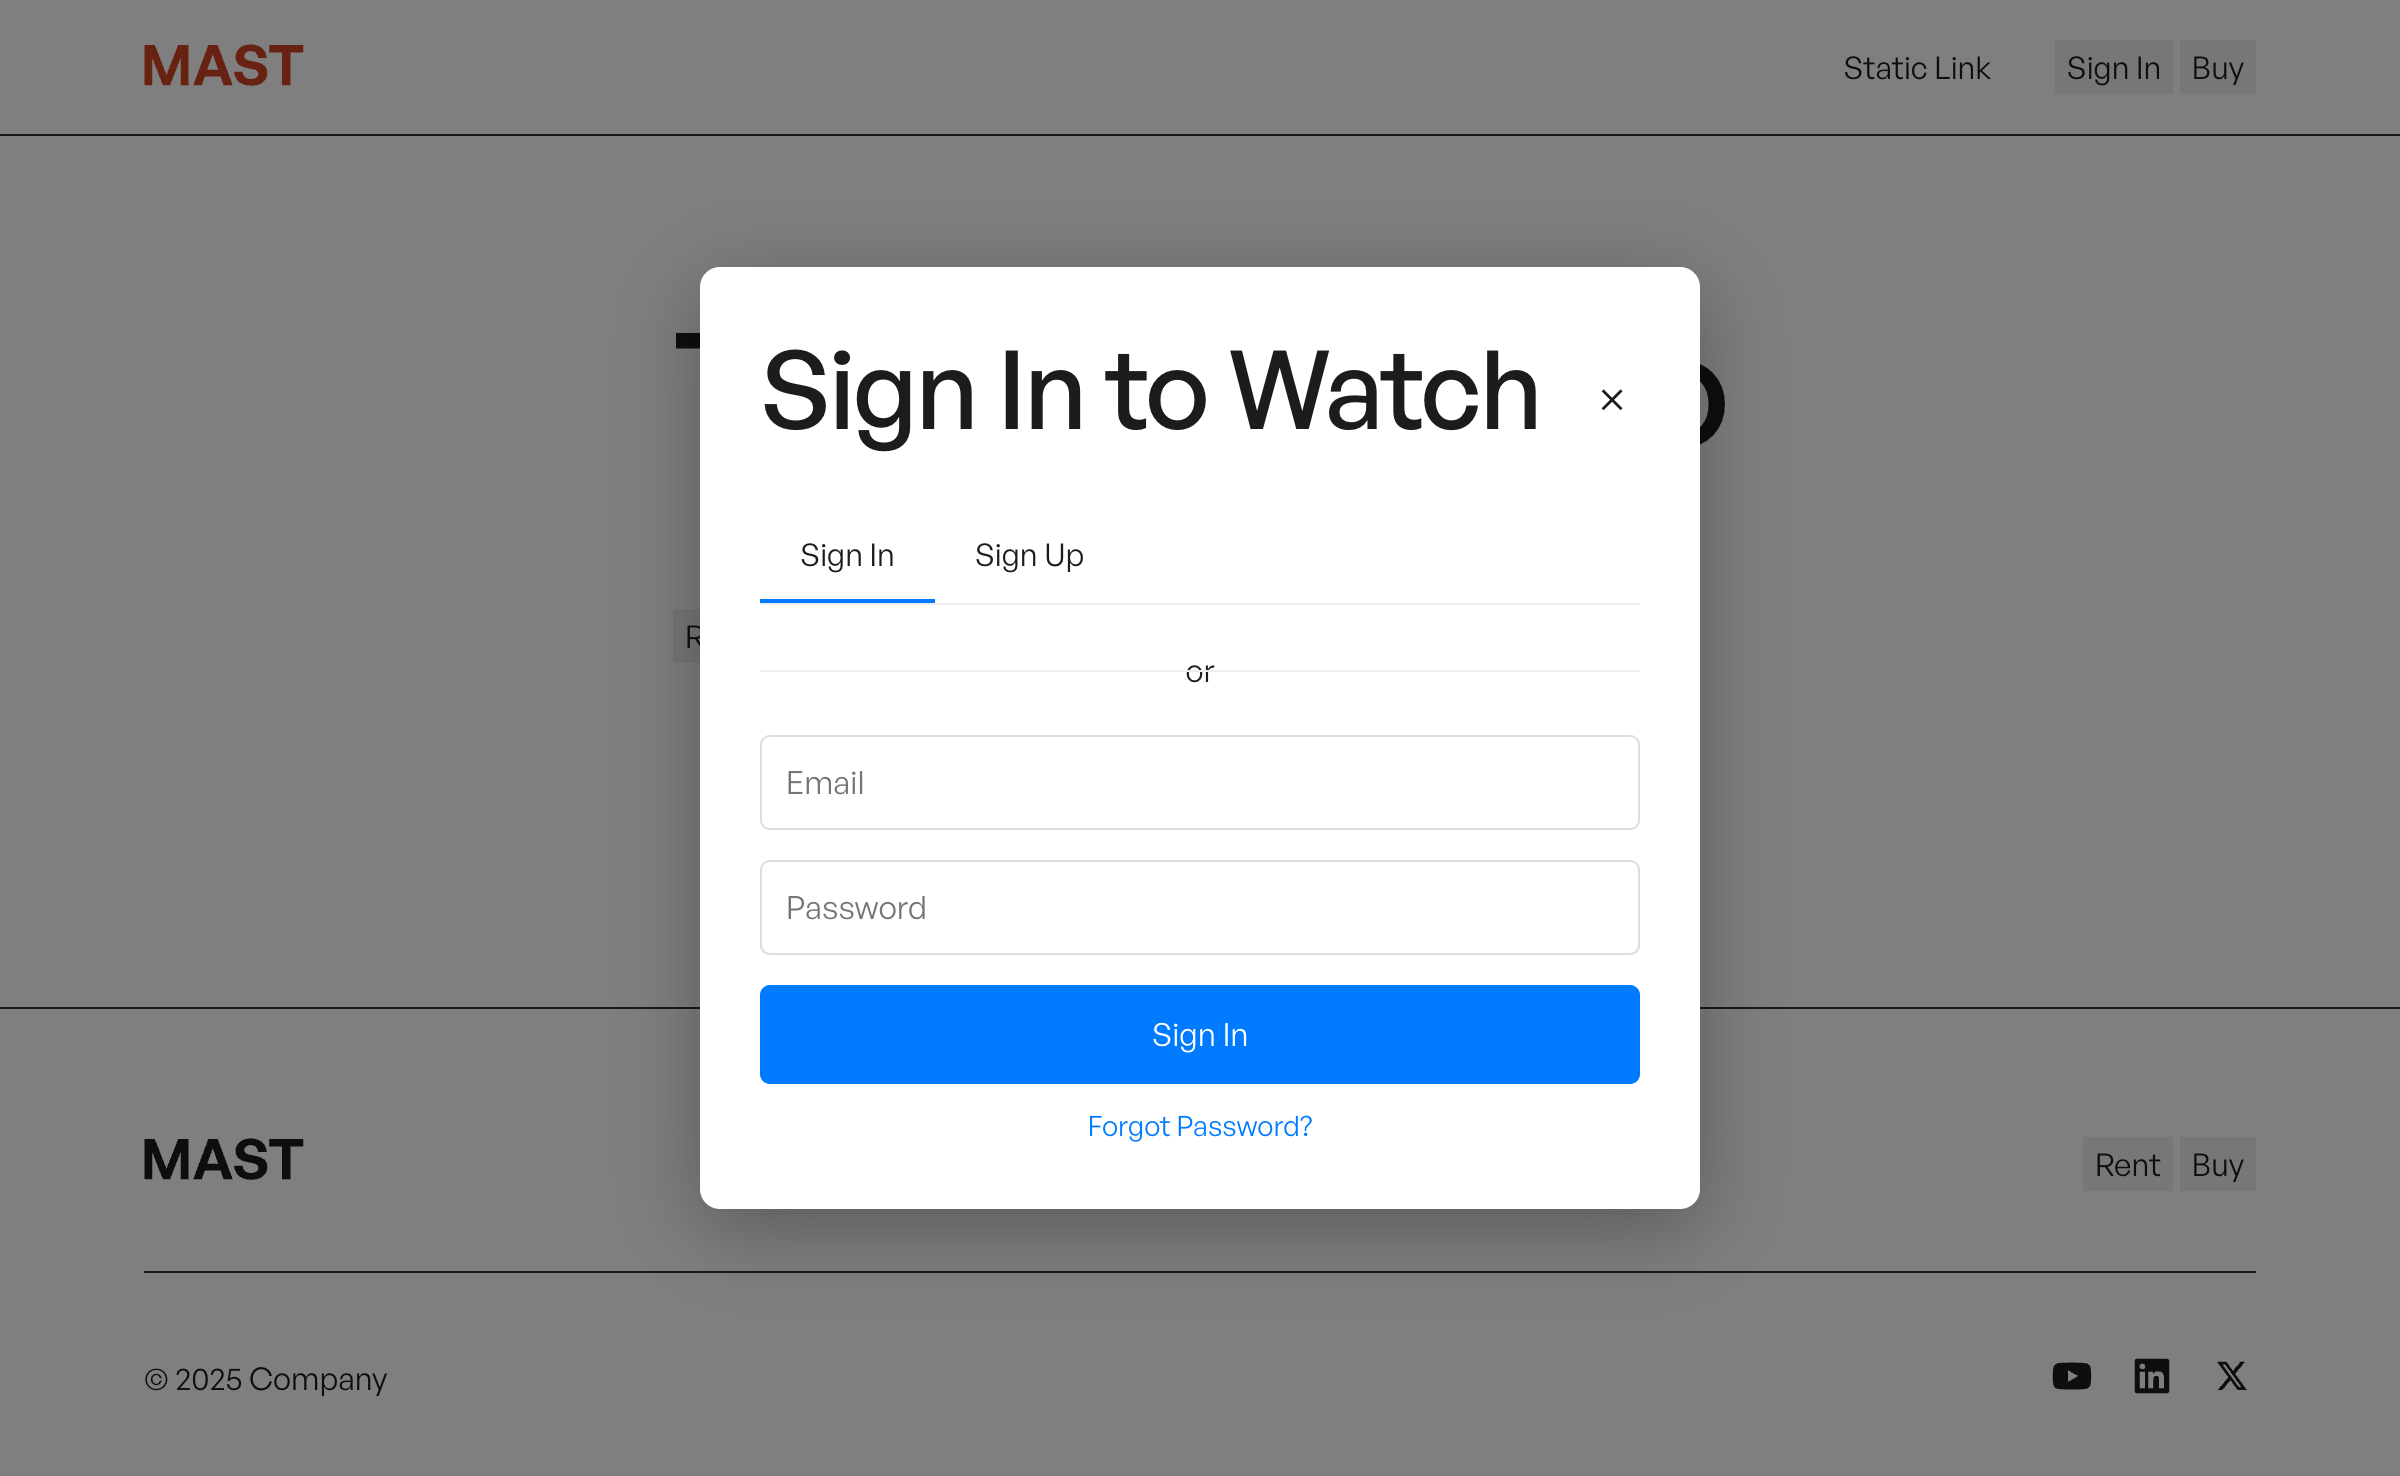 MAST
Static Link
Sign In
Buy
Sign In to Watch
×
Sign In
Sign Up
or
Email
Password
Sign In
Forgot Password?
MAST
Rent
Buy
© 2025 Company